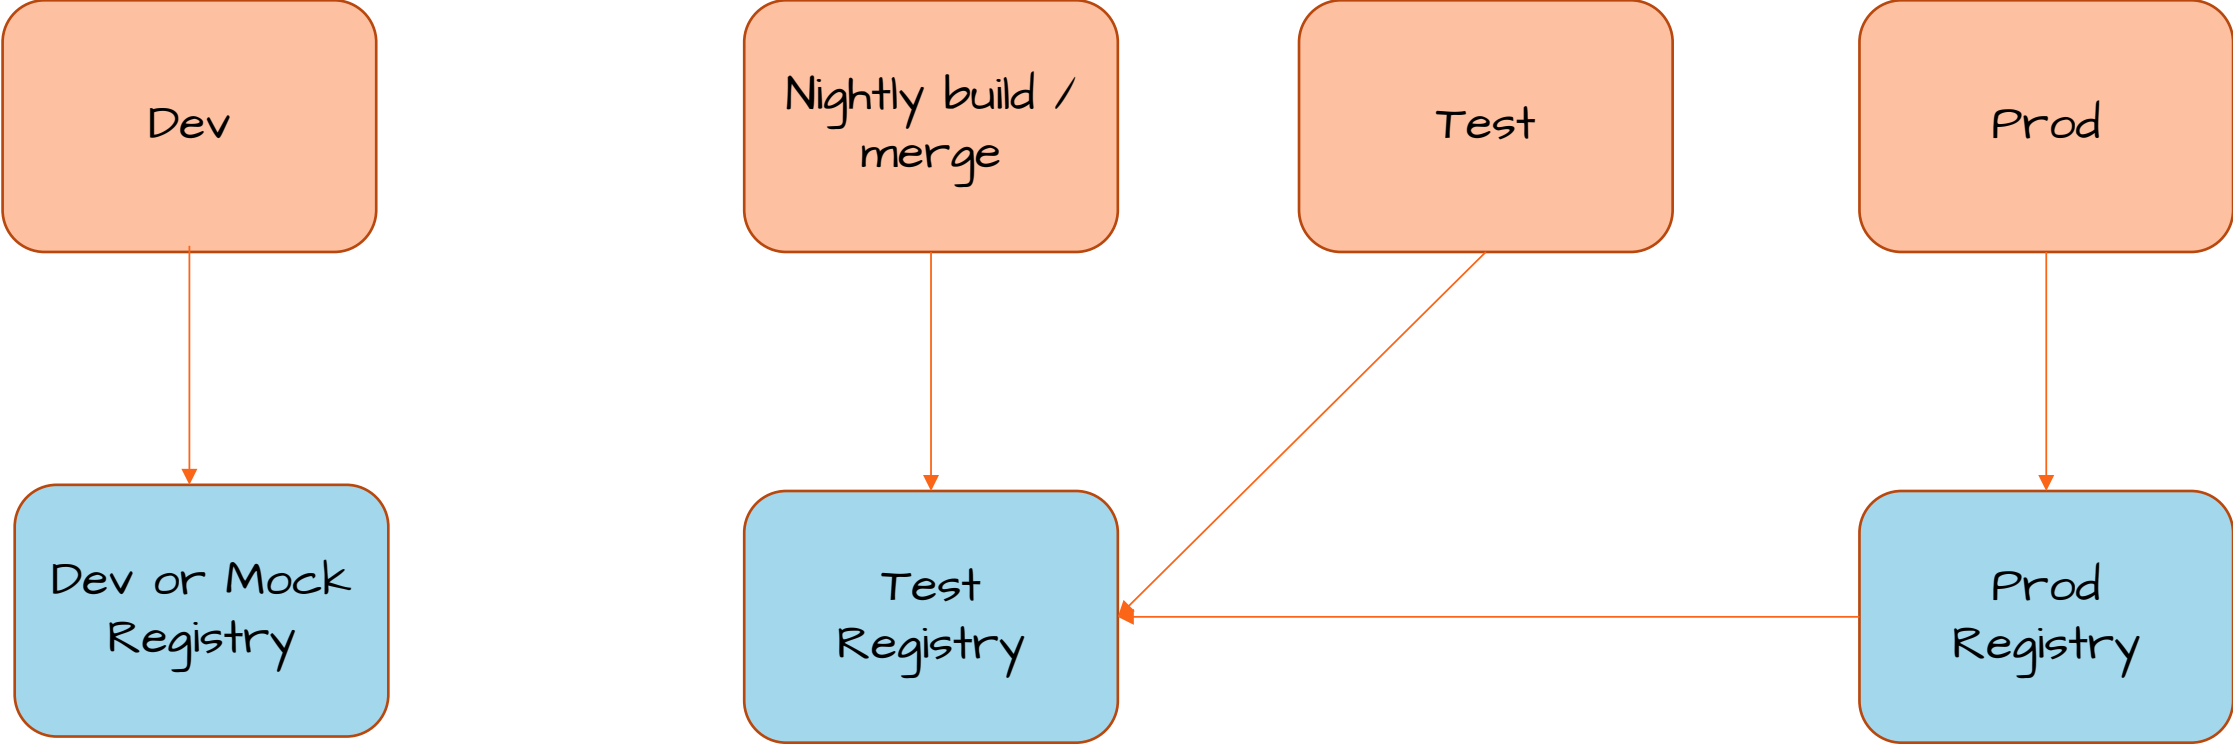 Dev
Nightly build /
merge
Test
Prod
Dev or Mock
Registry
Test
Registry
Prod
Registry